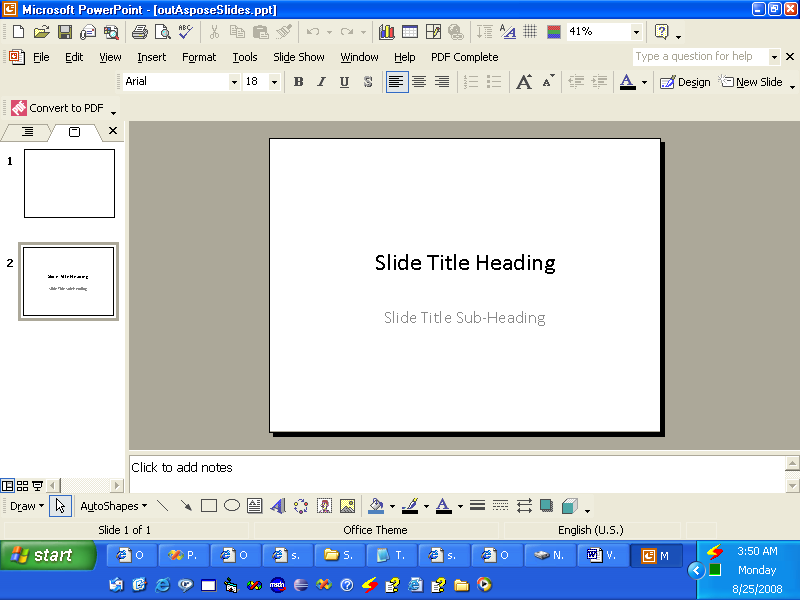 Microsoft PowerPoint - [outAsposeSlides.ppt]
41%
File Edit View Insert Format Tools Slide Show Window Help PDF Complete
Type a question for help
Arial 18 B I U S A A A Design New Slide
Convert to PDF
1
2
Slide Title Heading
Slide Title Sub-Heading
Slide Title Heading
Slide Title Sub-Heading
Click to add notes
Draw AutoShapes
Slide 1 of 1 Office Theme English (U.S.)
start O P. O s. S. T. s. O N. V. M
3:50 AM
Monday
8/25/2008